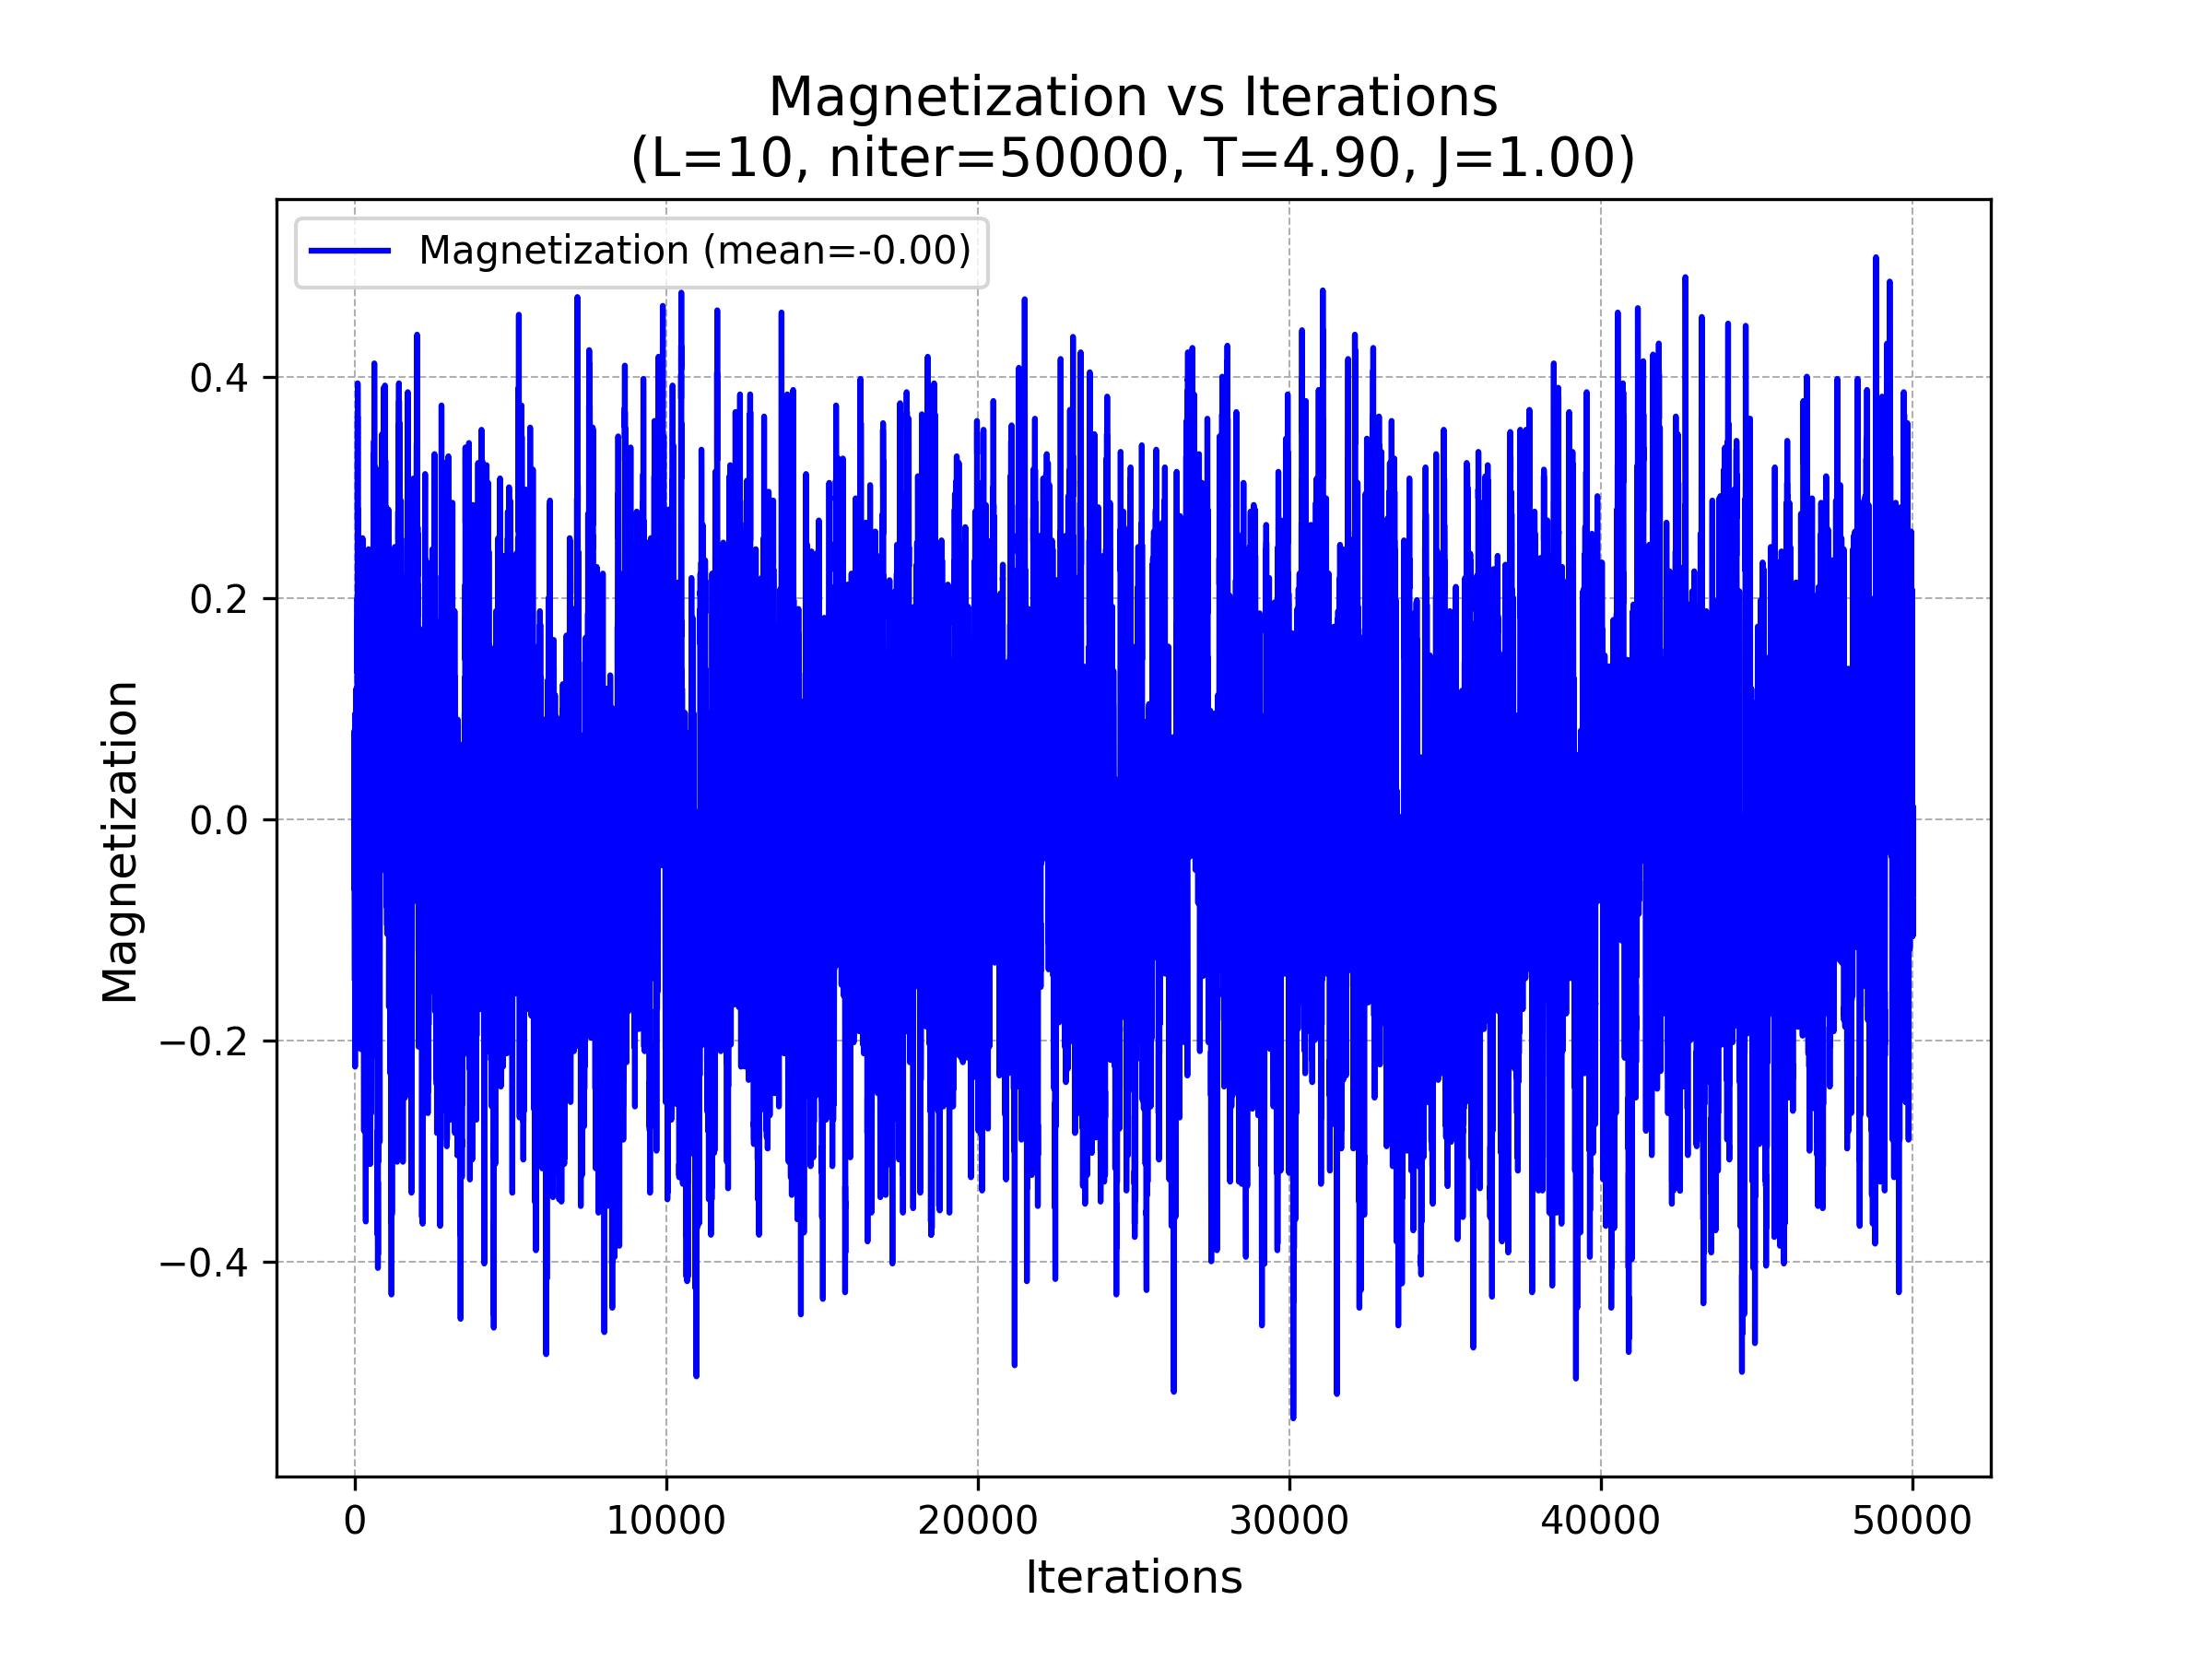 Magnetization vs Iterations
(L=10, niter=50000, T=4.90, J=1.00)
Magnetization (mean=-0.00)
0.4
0.2
0.0
−0.2
−0.4
Magnetization
0 10000 20000 30000 40000 50000
Iterations